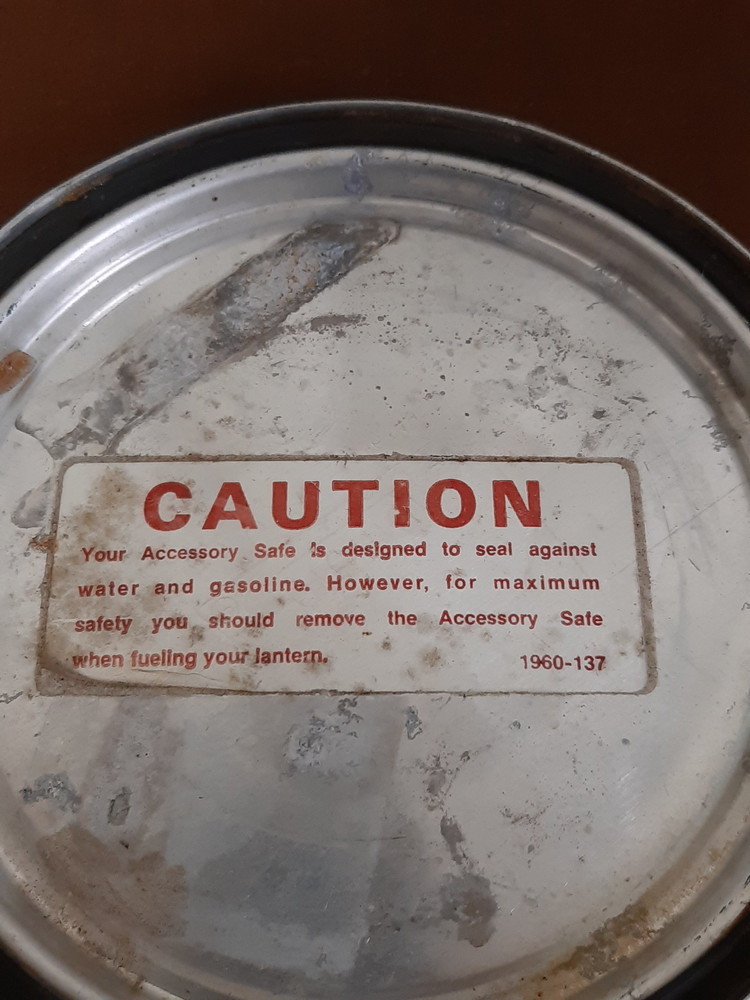 CAUTION
Your Accessory Safe is designed to seal against
water and gasoline. However, for maximum
safety you should remove the Accessory Safe
when fueling your lantern. 1960-137